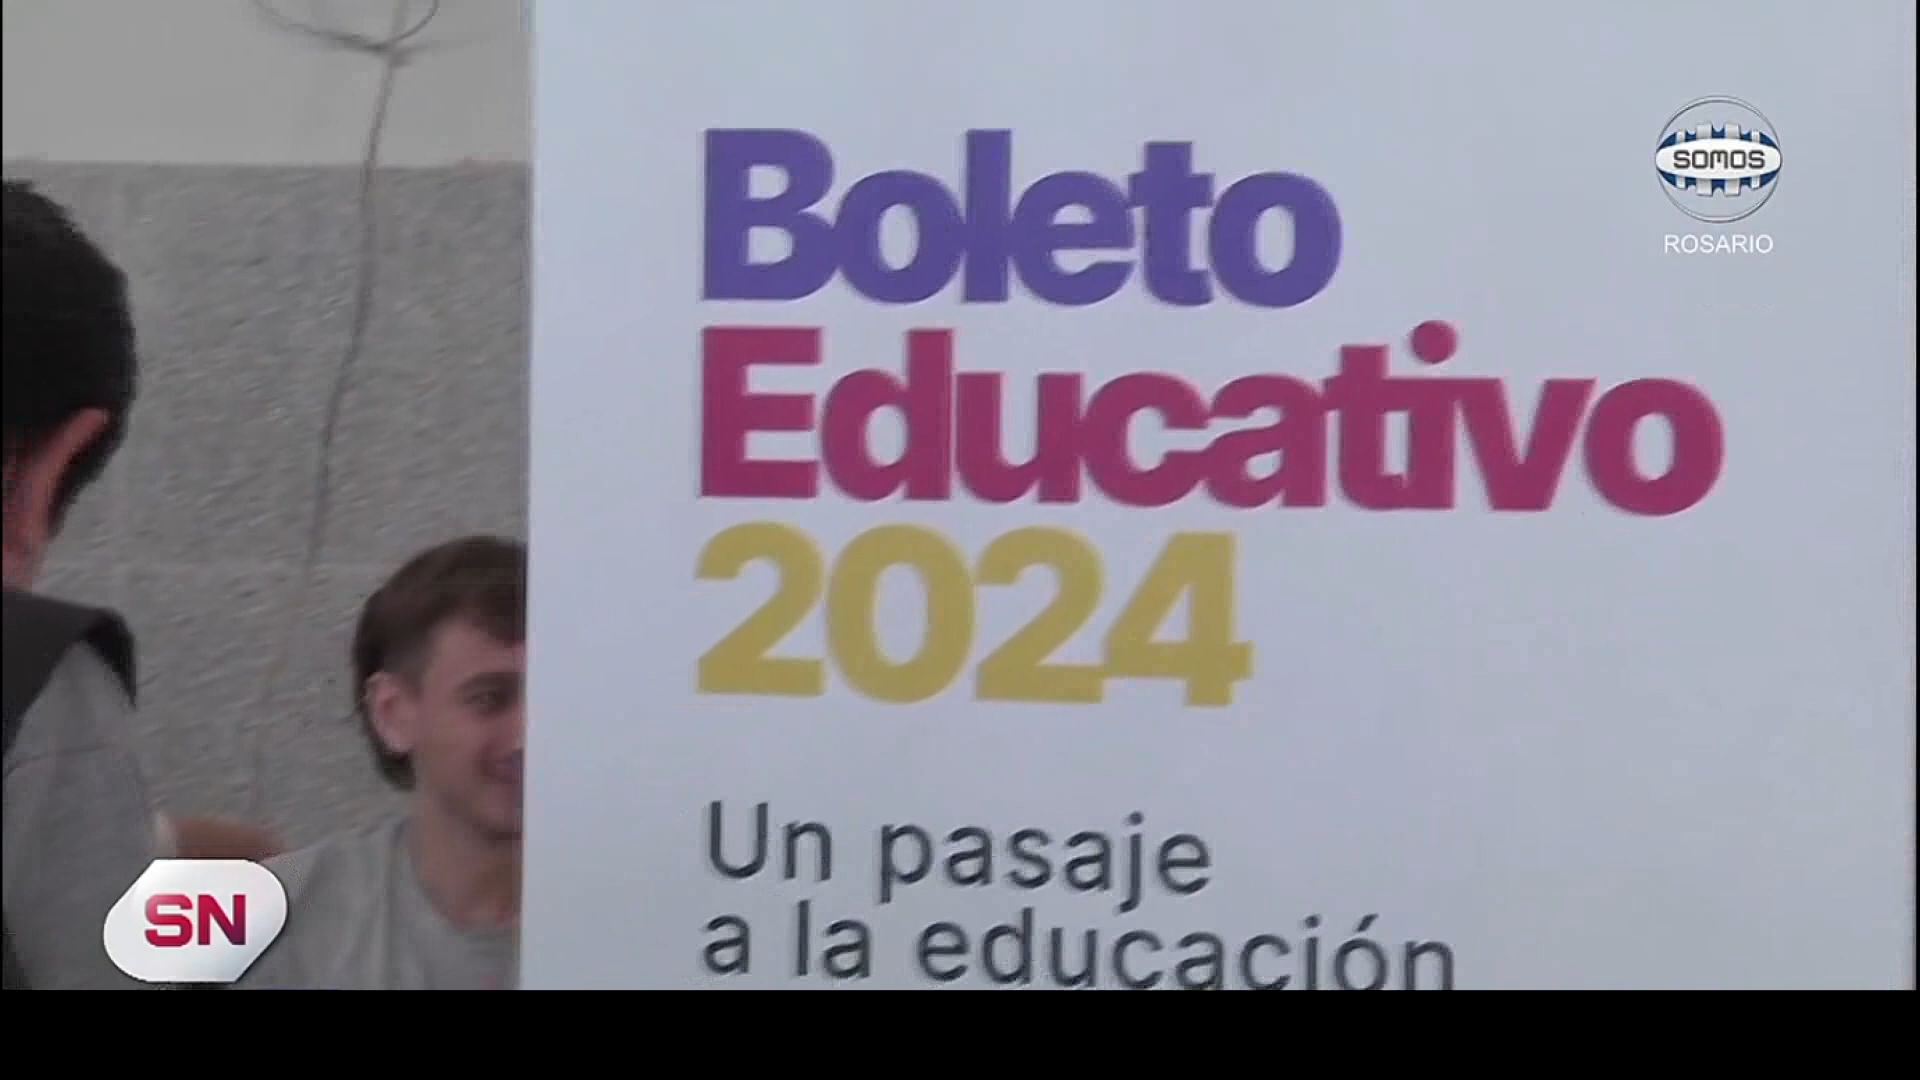 SOMOS
ROSARIO
Boleto
Educativo
2024
Un pasaje
a la educación
SN